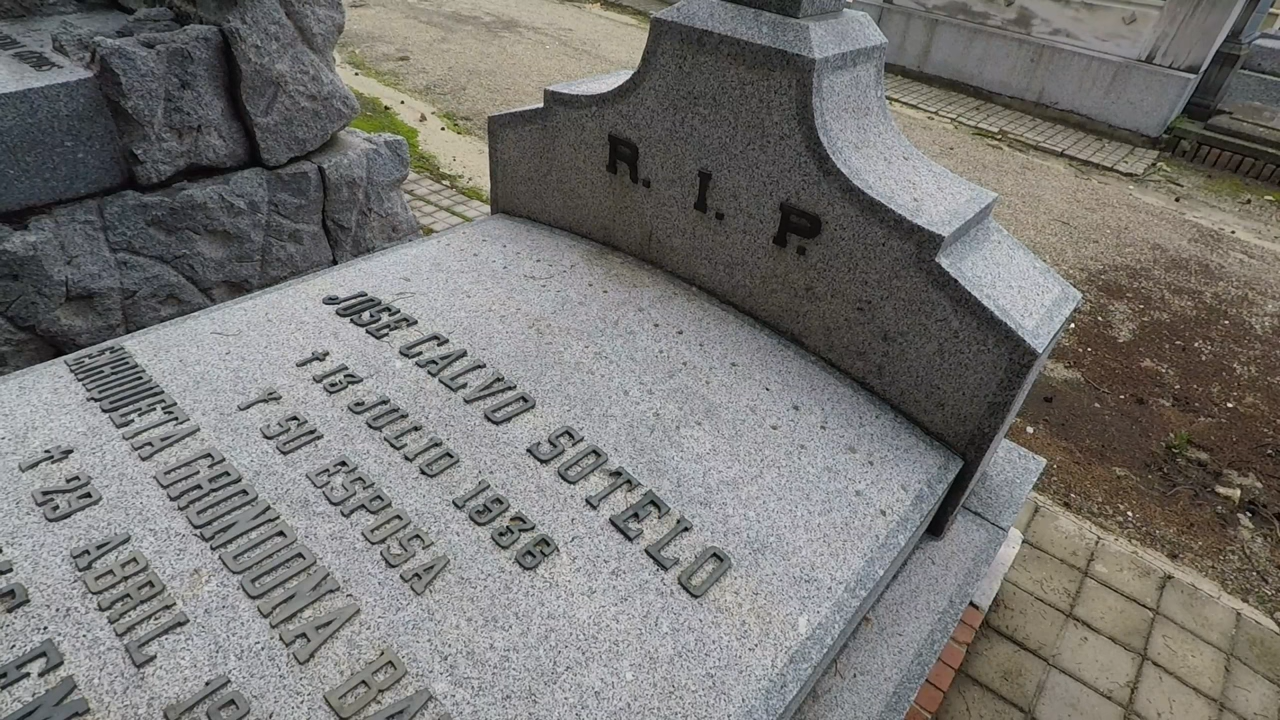 R. I. P.
JOSE CALVO SOTELO
† 13 JULIO 1936
Y SU ESPOSA
ENRIQUETA GRONDONA
† 29 ABRIL